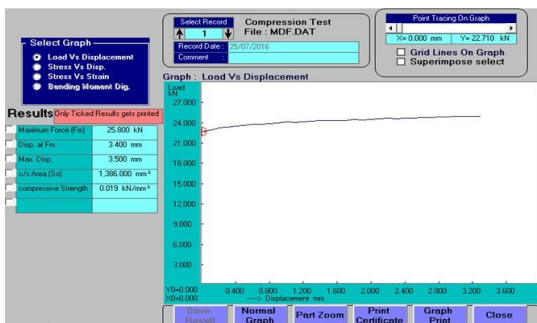 Select Graph
Load Vs Displacement
Stress Vs Disp.
Stress Vs Strain
Bending Moment Dig.
Select Record
1
Compression Test
File : MDF.DAT
Record Date :
25/07/2016
Comment :
Point Tracing On Graph
X= 0.000 mm
Y= 22.710 kN
Grid Lines On Graph
Superimpose select
Results
Only Ticked Results gets printed
Maximum Force (Fm)
25.800 kN
Disp. at Fm
3.400 mm
Max. Disp.
3.500 mm
c/s Area (So)
1,386.000 mm²
compressive Strength
0.019 kN/mm²
Graph : Load Vs Displacement
Load
kN
27.000
24.000
21.000
18.000
15.000
12.000
9.000
6.000
3.000
Y0=0.000
X0=0.000
0.400 0.800 1.200 1.600 2.000 2.400 2.800 3.200 3.600
---> Displacement mm
Save Result
Normal Graph
Part Zoom
Print Certificate
Graph Print
Close